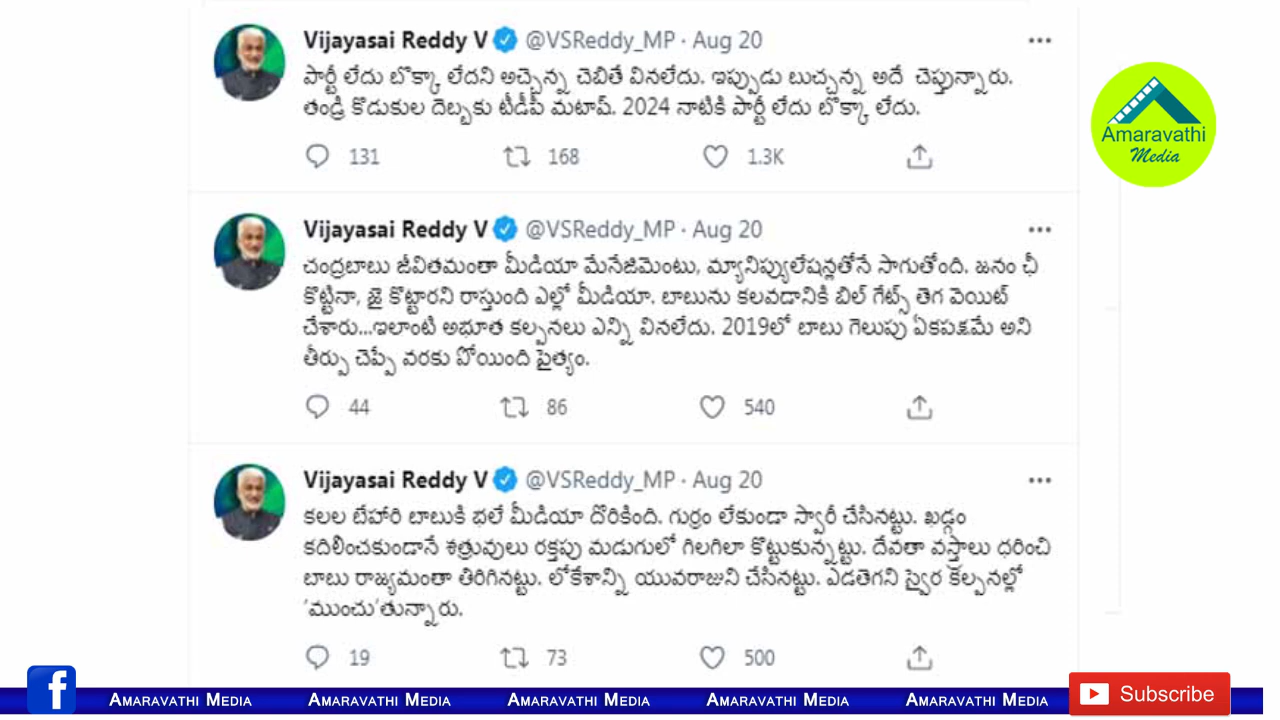 Vijayasai Reddy V @VSReddy_MP · Aug 20
పార్టీ లేదు బొక్కా లేదని అచ్చెన్న చెబితే వినలేదు. ఇప్పుడు బుచ్చన్న అదే చెప్తున్నారు.
తండ్రి కొడుకుల దెబ్బకు టీడీపీ మటాష్. 2024 నాటికి పార్టీ లేదు బొక్కా లేదు.
131 168 1.3K
Amaravathi
Media
Vijayasai Reddy V @VSReddy_MP · Aug 20
చంద్రబాబు జీవితమంతా మీడియా మేనేజిమెంటు, మ్యానిప్యులేషన్లతోనే సాగుతోంది. జనం ఛీ
కొట్టినా, జై కొట్టారని రాస్తుంది ఎల్లో మీడియా. బాబును కలవడానికి బిల్ గేట్స్ తెగ వెయిట్
చేశారు...ఇలాంటి అభూత కల్పనలు ఎన్ని వినలేదు. 2019లో బాబు గెలుపు ఏకపక్షమే అని
తీర్పు చెప్పే వరకు పోయింది పైత్యం.
44 86 540
Vijayasai Reddy V @VSReddy_MP · Aug 20
కలల బేహారి బాబుకి భలే మీడియా దొరికింది. గుర్రం లేకుండా స్వారీ చేసినట్టు. ఖడ్గం
కదిలించకుండానే శత్రువులు రక్తపు మడుగులో గిలగిలా కొట్టుకున్నట్టు. దేవతా వస్త్రాలు ధరించి
బాబు రాజ్యమంతా తిరిగినట్టు. లోకేశాన్ని యువరాజుని చేసినట్టు. ఎడతెగని స్వైర కల్పనల్లో
'ముంచు'తున్నారు.
19 73 500
f Amaravathi Media Amaravathi Media Amaravathi Media Amaravathi Media Amaravathi Media Subscribe